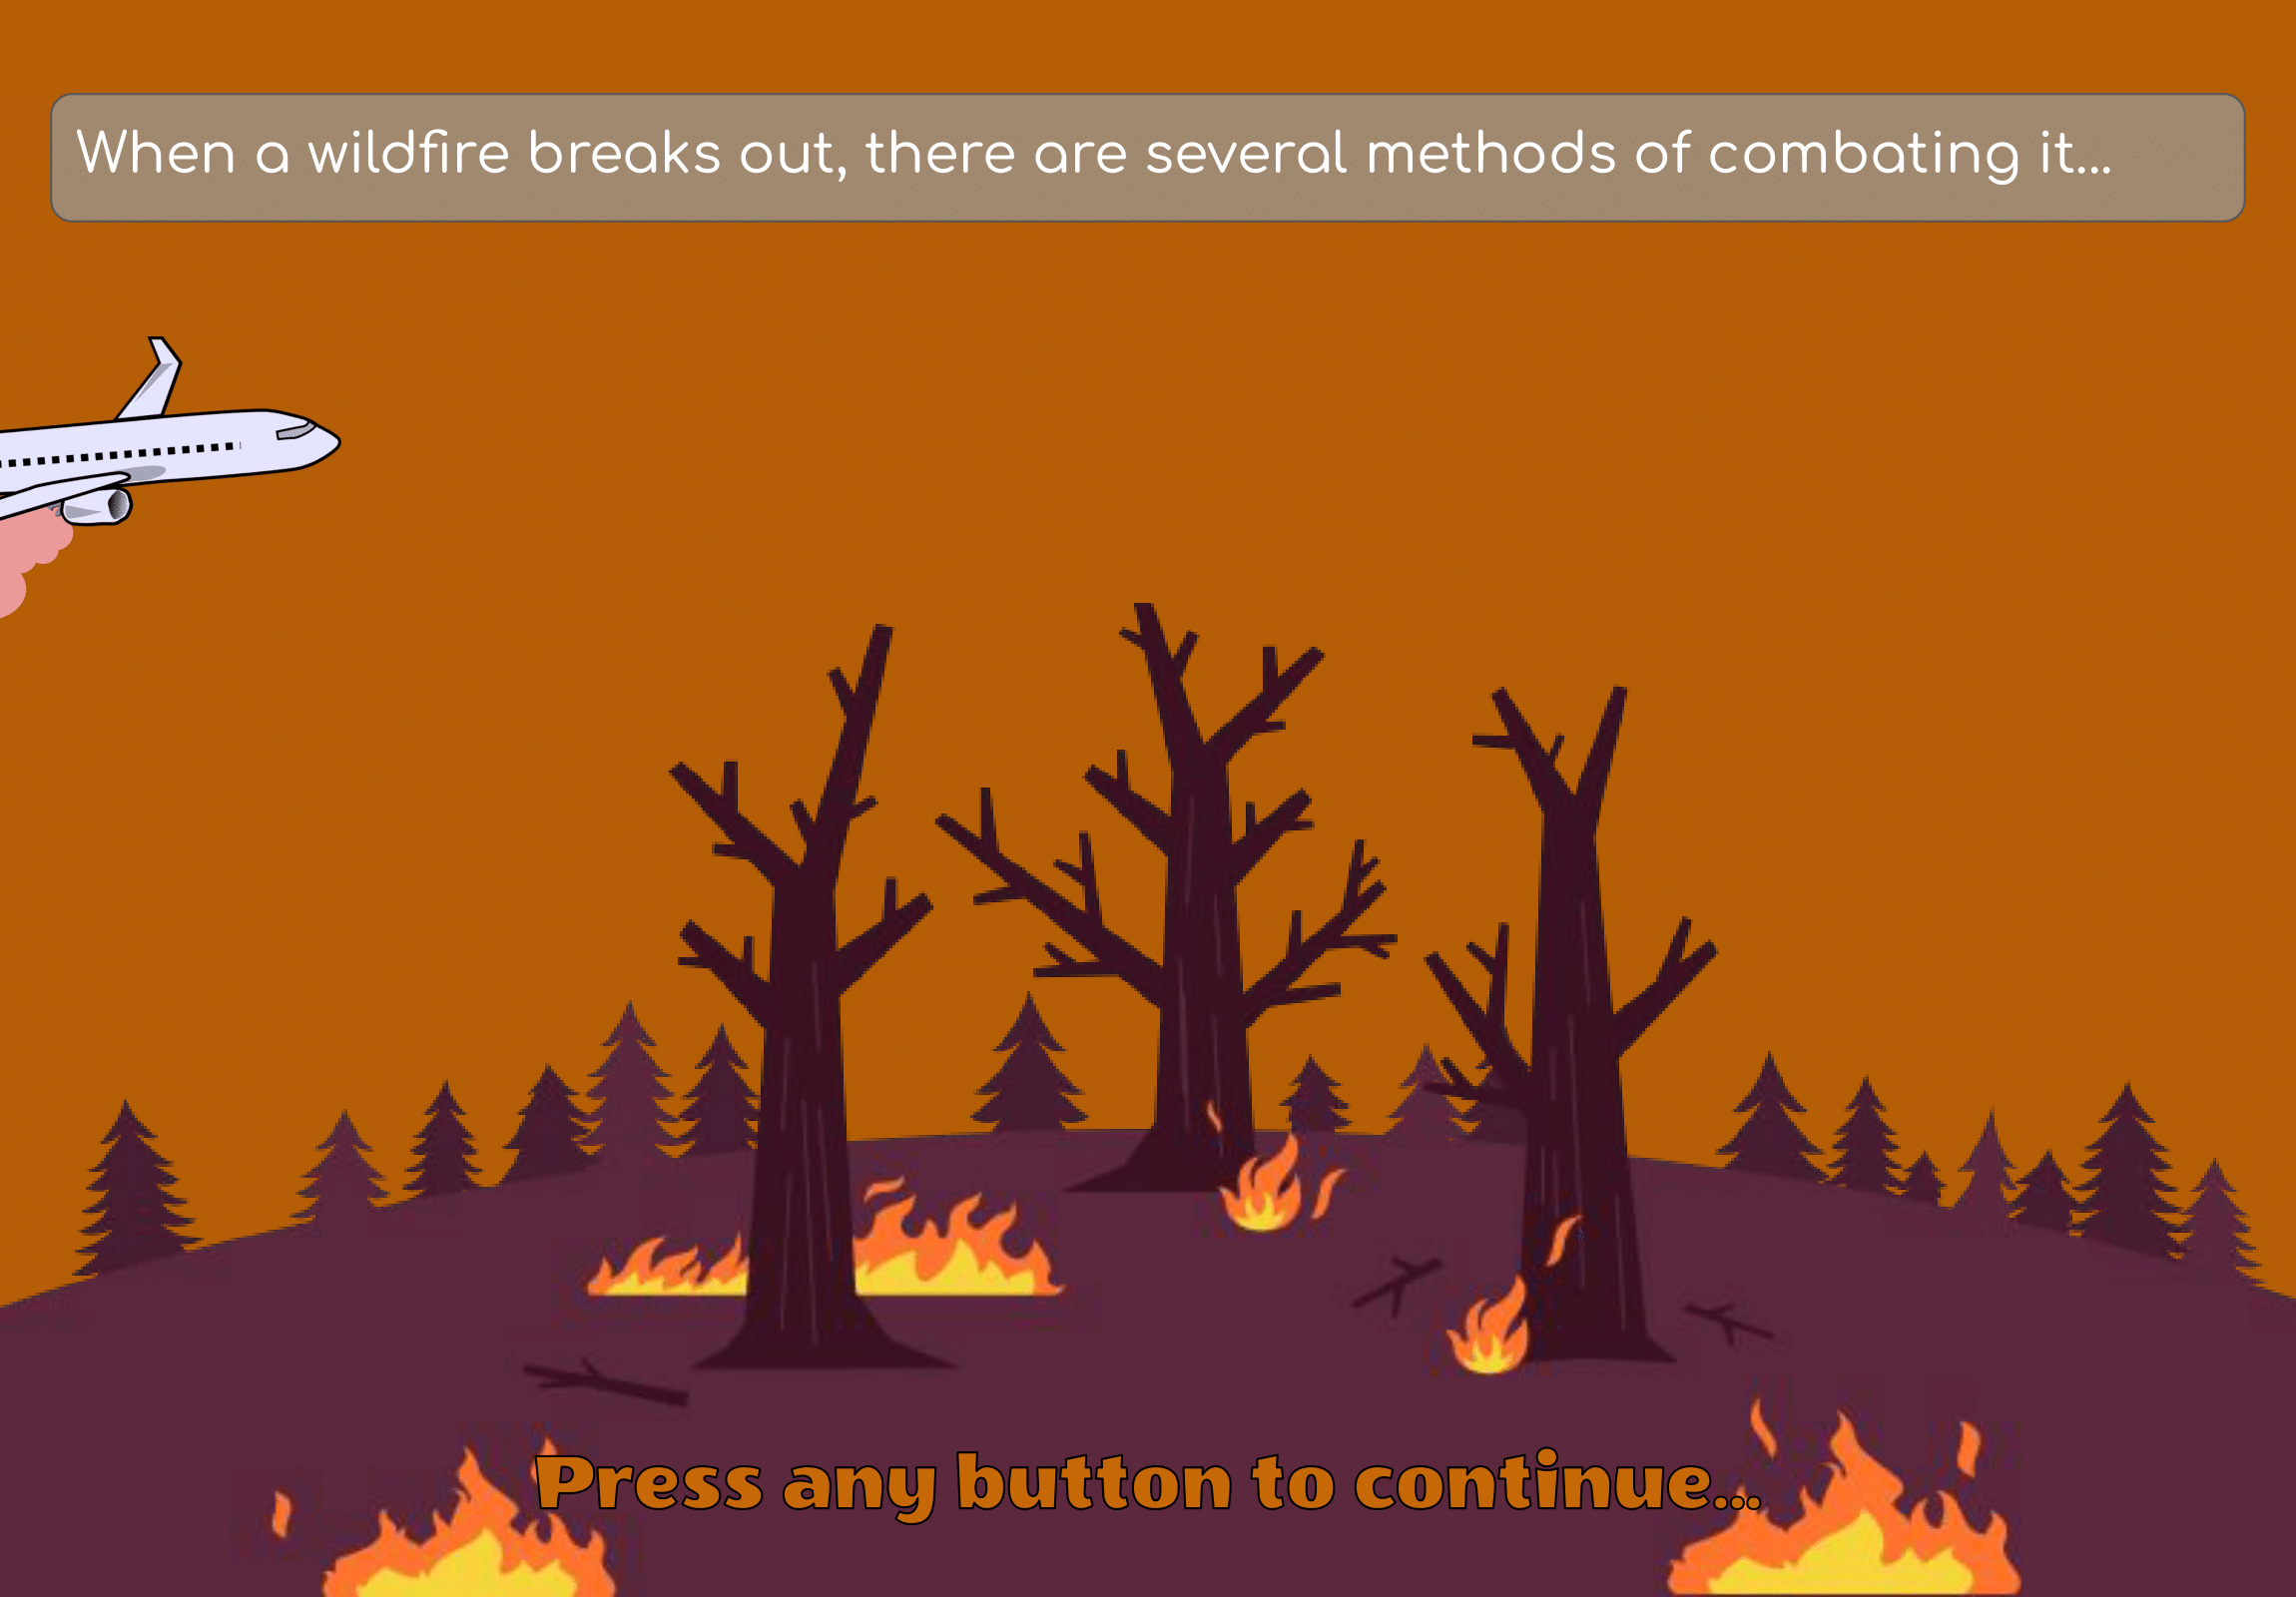 When a wildfire breaks out, there are several methods of combating it...
Press any button to continue...